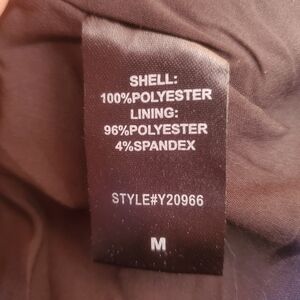 SHELL:
100%POLYESTER
LINING:
96%POLYESTER
4%SPANDEX
STYLE#Y20966
M